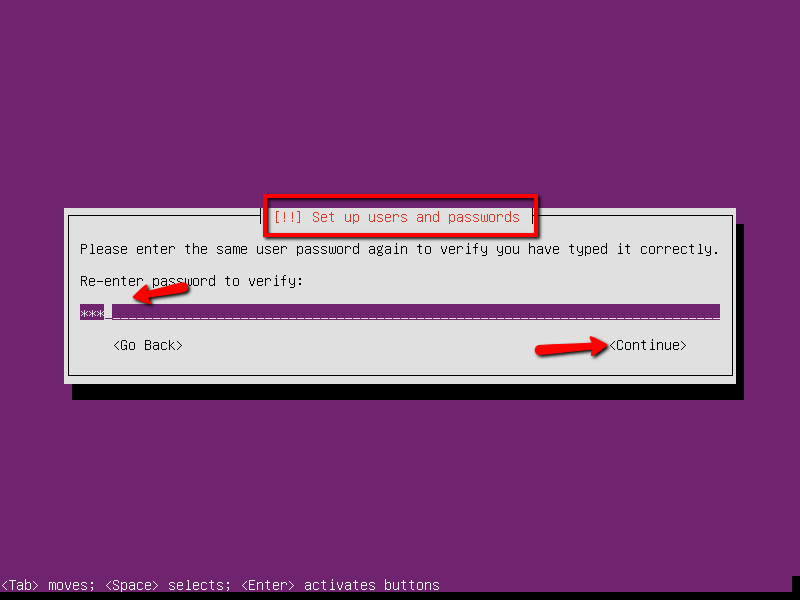 [!!] Set up users and passwords
Please enter the same user password again to verify you have typed it correctly.
Re-enter password to verify:
***
<Go Back> <Continue>
<Tab> moves; <Space> selects; <Enter> activates buttons